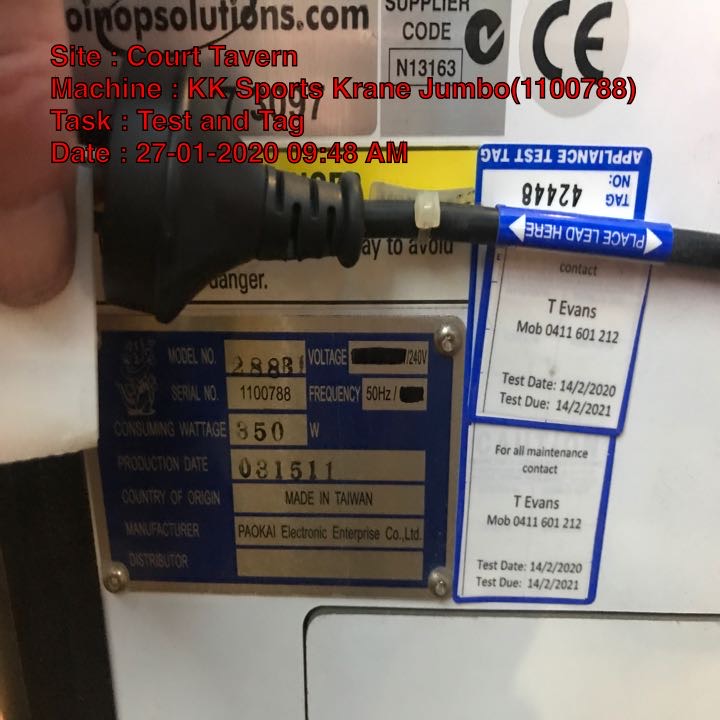 oinopsolutions.com
SUPPLIER
CODE
N13163
CE
Site : Court Tavern
Machine : KK Sports Krane Jumbo(1100788)
Task : Test and Tag
Date : 27-01-2020 09:48 AM
7 3097
APPLIANCE TEST TAG
TAG
NO:
42448
PLACE LEAD HERE
ay to avoid
danger.
contact
T Evans
Mob 0411 601 212
Test Date: 14/2/2020
Test Due: 14/2/2021
For all maintenance
contact
T Evans
Mob 0411 601 212
Test Date: 14/2/2020
Test Due: 14/2/2021
MODEL NO. 28831 VOLTAGE /240V
SERIAL NO. 1100788 FREQUENCY 50Hz/
CONSUMING WATTAGE 350 W
PRODUCTION DATE 031511
COUNTRY OF ORIGIN MADE IN TAIWAN
MANUFACTURER PAOKAI Electronic Enterprise Co.,Ltd.
DISTRIBUTOR